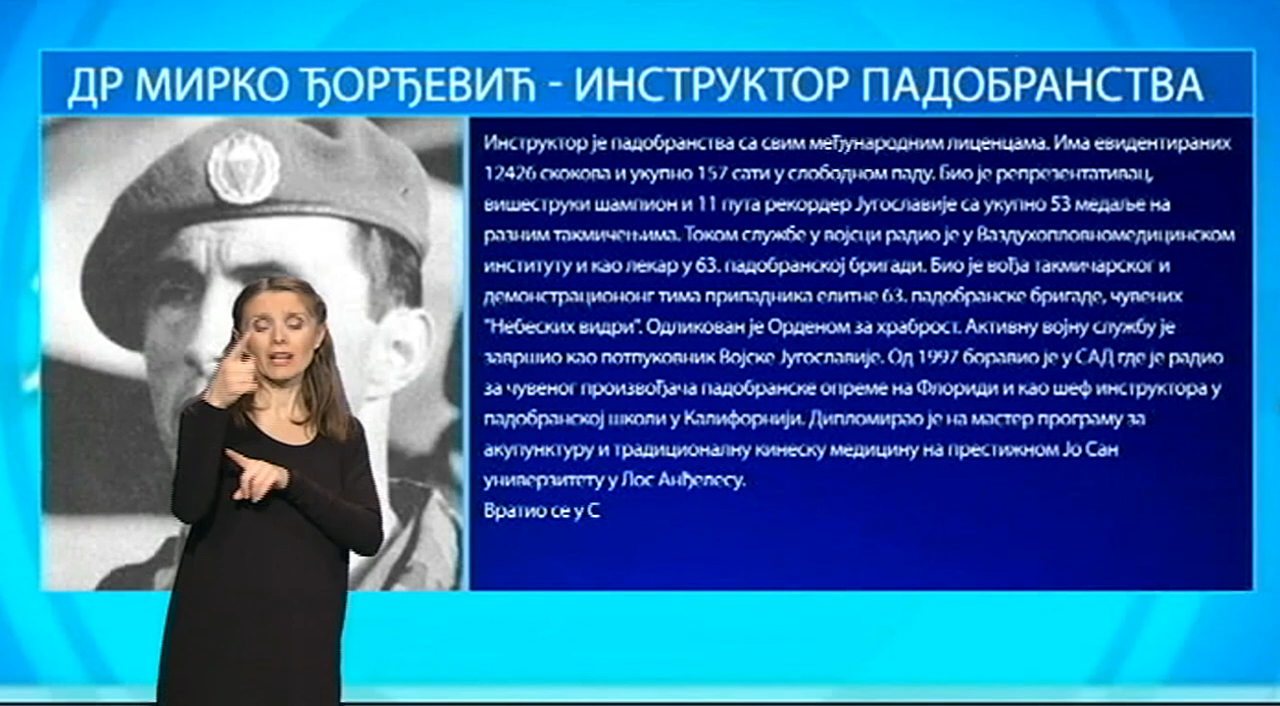 ДР МИРКО ЂОРЂЕВИЋ - ИНСТРУКТОР ПАДОБРАНСТВА
Инструктор је падобранства са свим међународним лиценцама. Има евидентираних
12426 скокова и укупно 157 сати у слободном паду. Био је репрезентативац,
вишеструки шампион и 11 пута рекордер Југославије са укупно 53 медаље на
разним такмичењима. Током службе у војсци радио је у Ваздухопловномедицинском
институту и као лекар у 63. падобранској бригади. Био је вођа такмичарског и
демонстрациононг тима припадника елитне 63. падобранске бригаде, чувених
"Небеских видри". Одликован је Орденом за храброст. Активну војну службу је
завршио као потпуковник Војске Југославије. Од 1997 боравио је у САД где је радио
за чувеног произвођача падобранске опреме на Флориди и као шеф инструктора у
падобранској школи у Калифорнији. Дипломирао је на мастер програму за
акупунктуру и традиционалну кинеску медицину на престижном Јо Сан
универзитету у Лос Анђелесу.
Вратио се у С